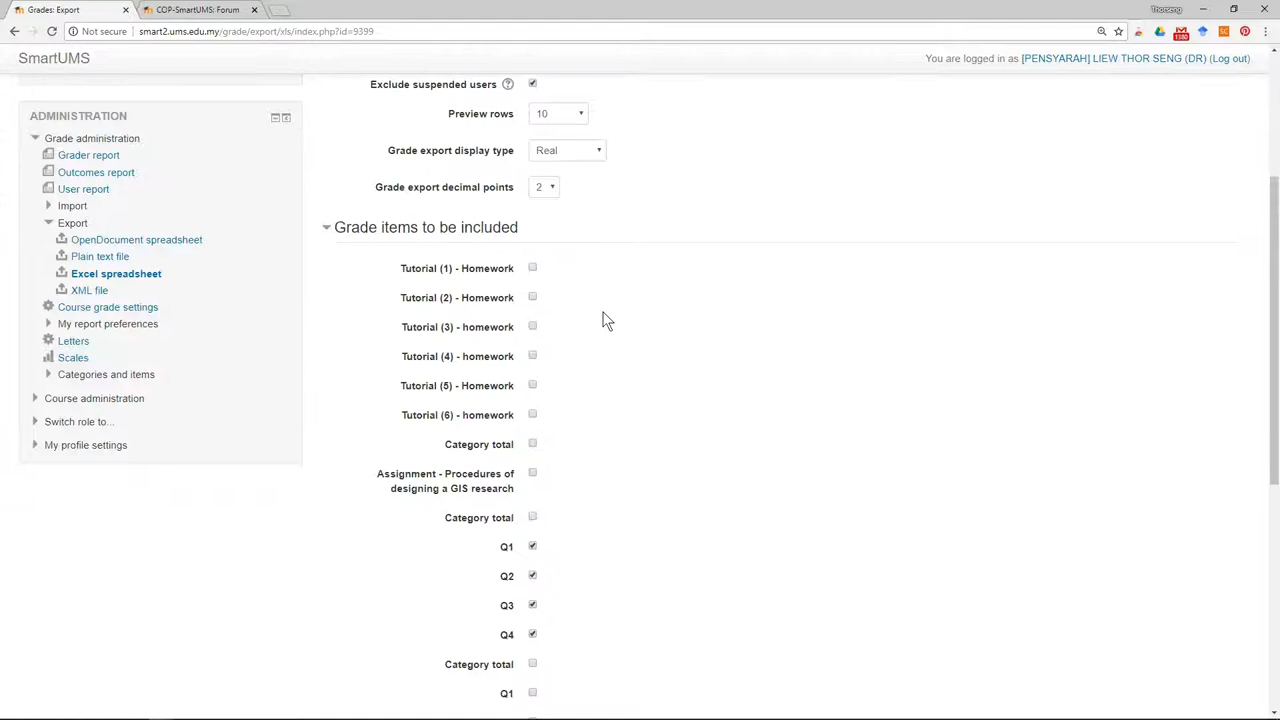 Grades: Export
COP-SmartUMS: Forum
Thorseng
Not secure
smart2.ums.edu.my/grade/export/xls/index.php?id=9399
1380
SC
SmartUMS
You are logged in as [PENSYARAH] LIEW THOR SENG (DR) (Log out)
ADMINISTRATION
Grade administration
Grader report
Outcomes report
User report
Import
Export
OpenDocument spreadsheet
Plain text file
Excel spreadsheet
XML file
Course grade settings
My report preferences
Letters
Scales
Categories and items
Course administration
Switch role to...
My profile settings
Exclude suspended users
Preview rows 10
Grade export display type Real
Grade export decimal points 2
Grade items to be included
Tutorial (1) - Homework
Tutorial (2) - Homework
Tutorial (3) - homework
Tutorial (4) - homework
Tutorial (5) - Homework
Tutorial (6) - homework
Category total
Assignment - Procedures of
designing a GIS research
Category total
Q1
Q2
Q3
Q4
Category total
Q1